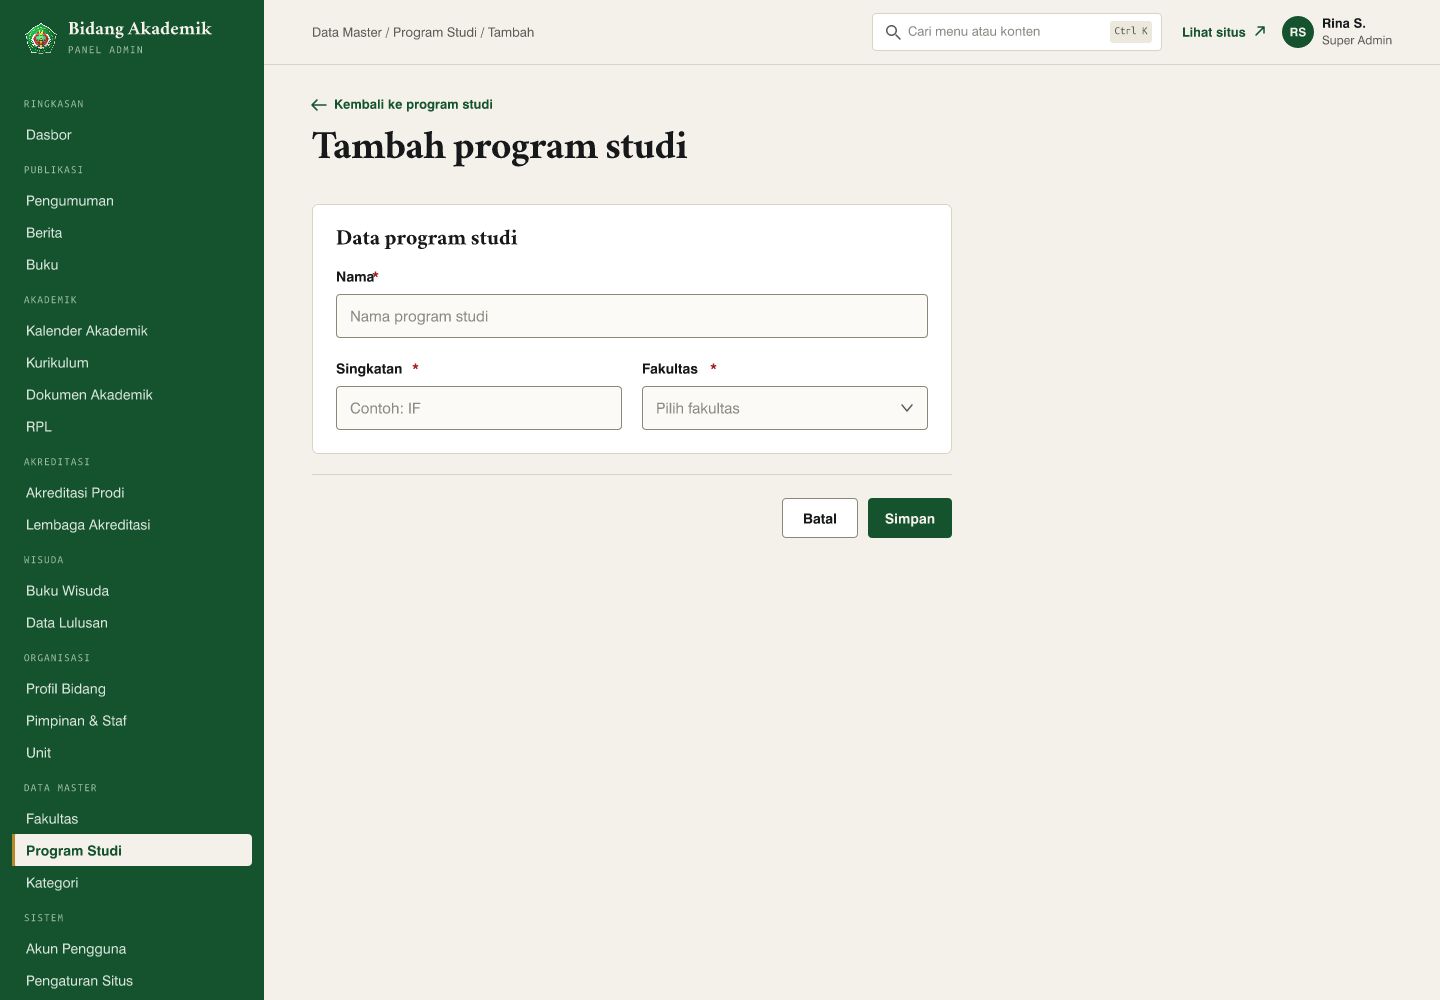 Bidang Akademik
PANEL ADMIN
RINGKASAN
Dasbor
PUBLIKASI
Pengumuman
Berita
Buku
AKADEMIK
Kalender Akademik
Kurikulum
Dokumen Akademik
RPL
AKREDITASI
Akreditasi Prodi
Lembaga Akreditasi
WISUDA
Buku Wisuda
Data Lulusan
ORGANISASI
Profil Bidang
Pimpinan & Staf
Unit
DATA MASTER
Fakultas
Program Studi
Kategori
SISTEM
Akun Pengguna
Pengaturan Situs
Data Master / Program Studi / Tambah
Cari menu atau konten Ctrl K
Lihat situs
RS
Rina S.
Super Admin
Kembali ke program studi
Tambah program studi
Data program studi
Nama*
Nama program studi
Singkatan * Fakultas *
Contoh: IF Pilih fakultas
Batal Simpan